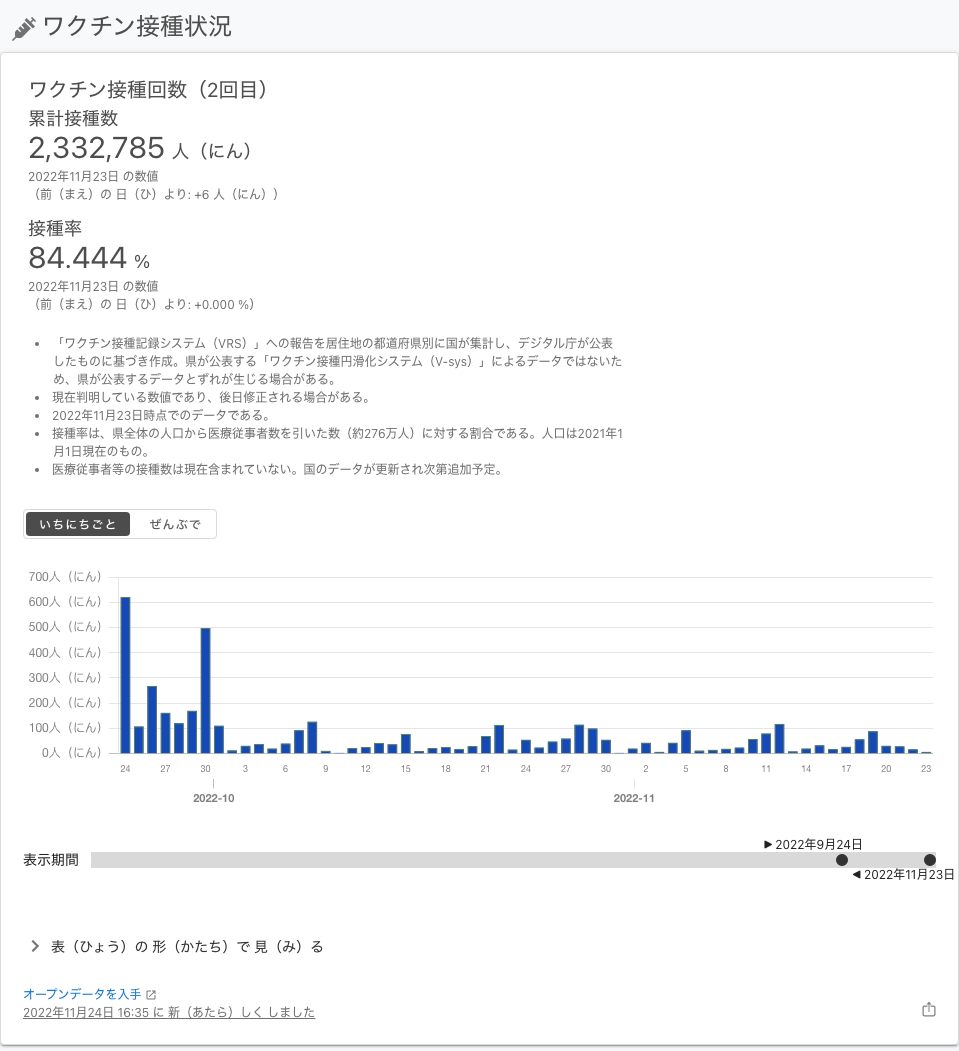 ワクチン接種状況
ワクチン接種回数（2回目）
累計接種数
2,332,785 人（にん）
2022年11月23日 の数値
（前（まえ）の 日（ひ）より: +6 人（にん））
接種率
84.444 %
2022年11月23日 の数値
（前（まえ）の 日（ひ）より: +0.000 %）
「ワクチン接種記録システム（VRS）」への報告を居住地の都道府県別に国が集計し、デジタル庁が公表
したものに基づき作成。県が公表する「ワクチン接種円滑化システム（V-sys）」によるデータではないた
め、県が公表するデータとずれが生じる場合がある。
現在判明している数値であり、後日修正される場合がある。
2022年11月23日時点でのデータである。
接種率は、県全体の人口から医療従事者数を引いた数（約276万人）に対する割合である。人口は2021年1
月1日現在のもの。
医療従事者等の接種数は現在含まれていない。国のデータが更新され次第追加予定。
いちにちごと ぜんぶで
700人（にん）
600人（にん）
500人（にん）
400人（にん）
300人（にん）
200人（にん）
100人（にん）
0人（にん）
24 27 30 3 6 9 12 15 18 21 24 27 30 2 5 8 11 14 17 20 23
2022-10 2022-11
▶ 2022年9月24日
表示期間
◀ 2022年11月23日
表（ひょう）の 形（かたち）で 見（み）る
オープンデータを入手
2022年11月24日 16:35 に 新（あたら）しく しました